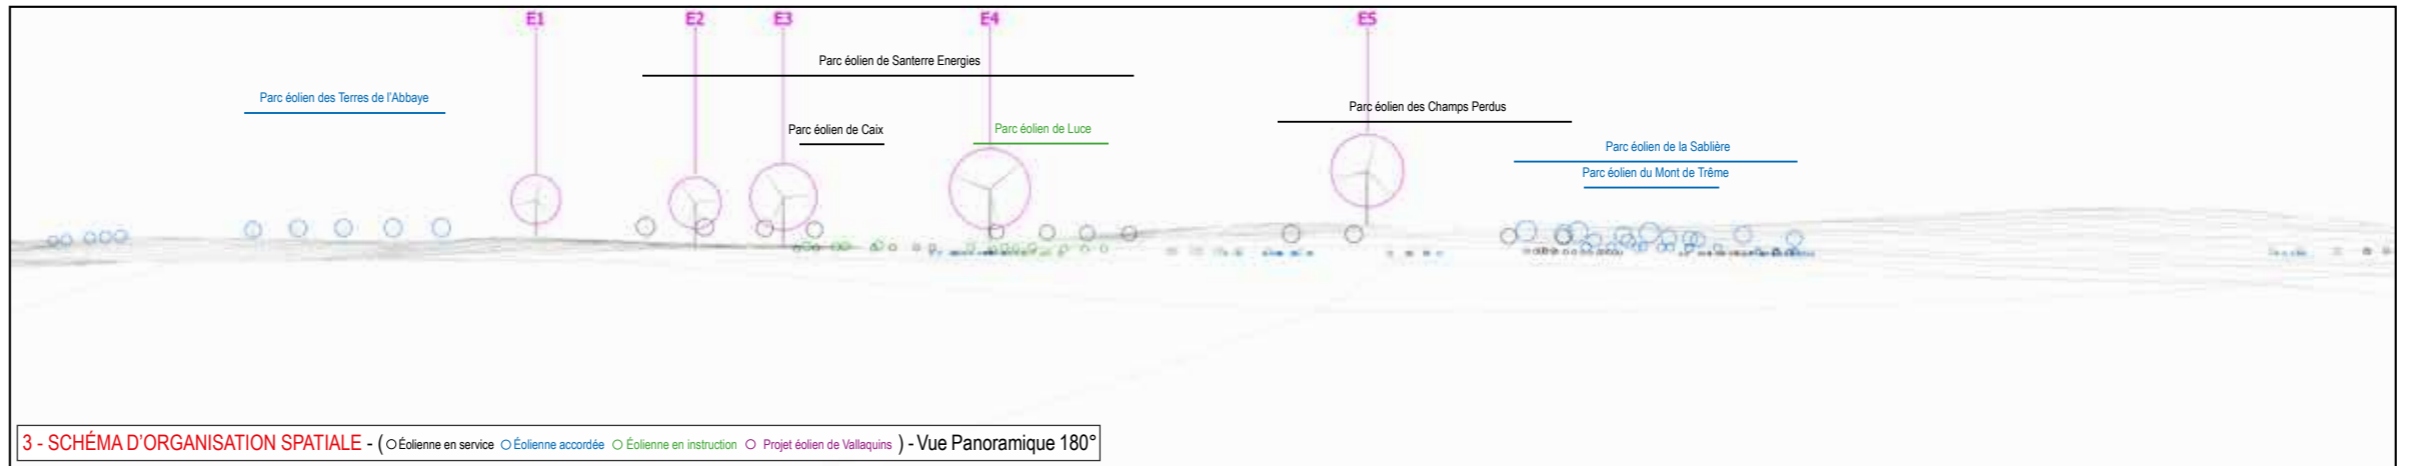 E1 E2 E3 E4 E5
Parc éolien de Santerre Energies
Parc éolien des Terres de l'Abbaye
Parc éolien des Champs Perdus
Parc éolien de Caix
Parc éolien de Luce
Parc éolien de la Sablière
Parc éolien du Mont de Trême
3 - SCHÉMA D'ORGANISATION SPATIALE - ( Éolienne en service Éolienne accordée Éolienne en instruction Projet éolien de Vallaquins ) - Vue Panoramique 180°